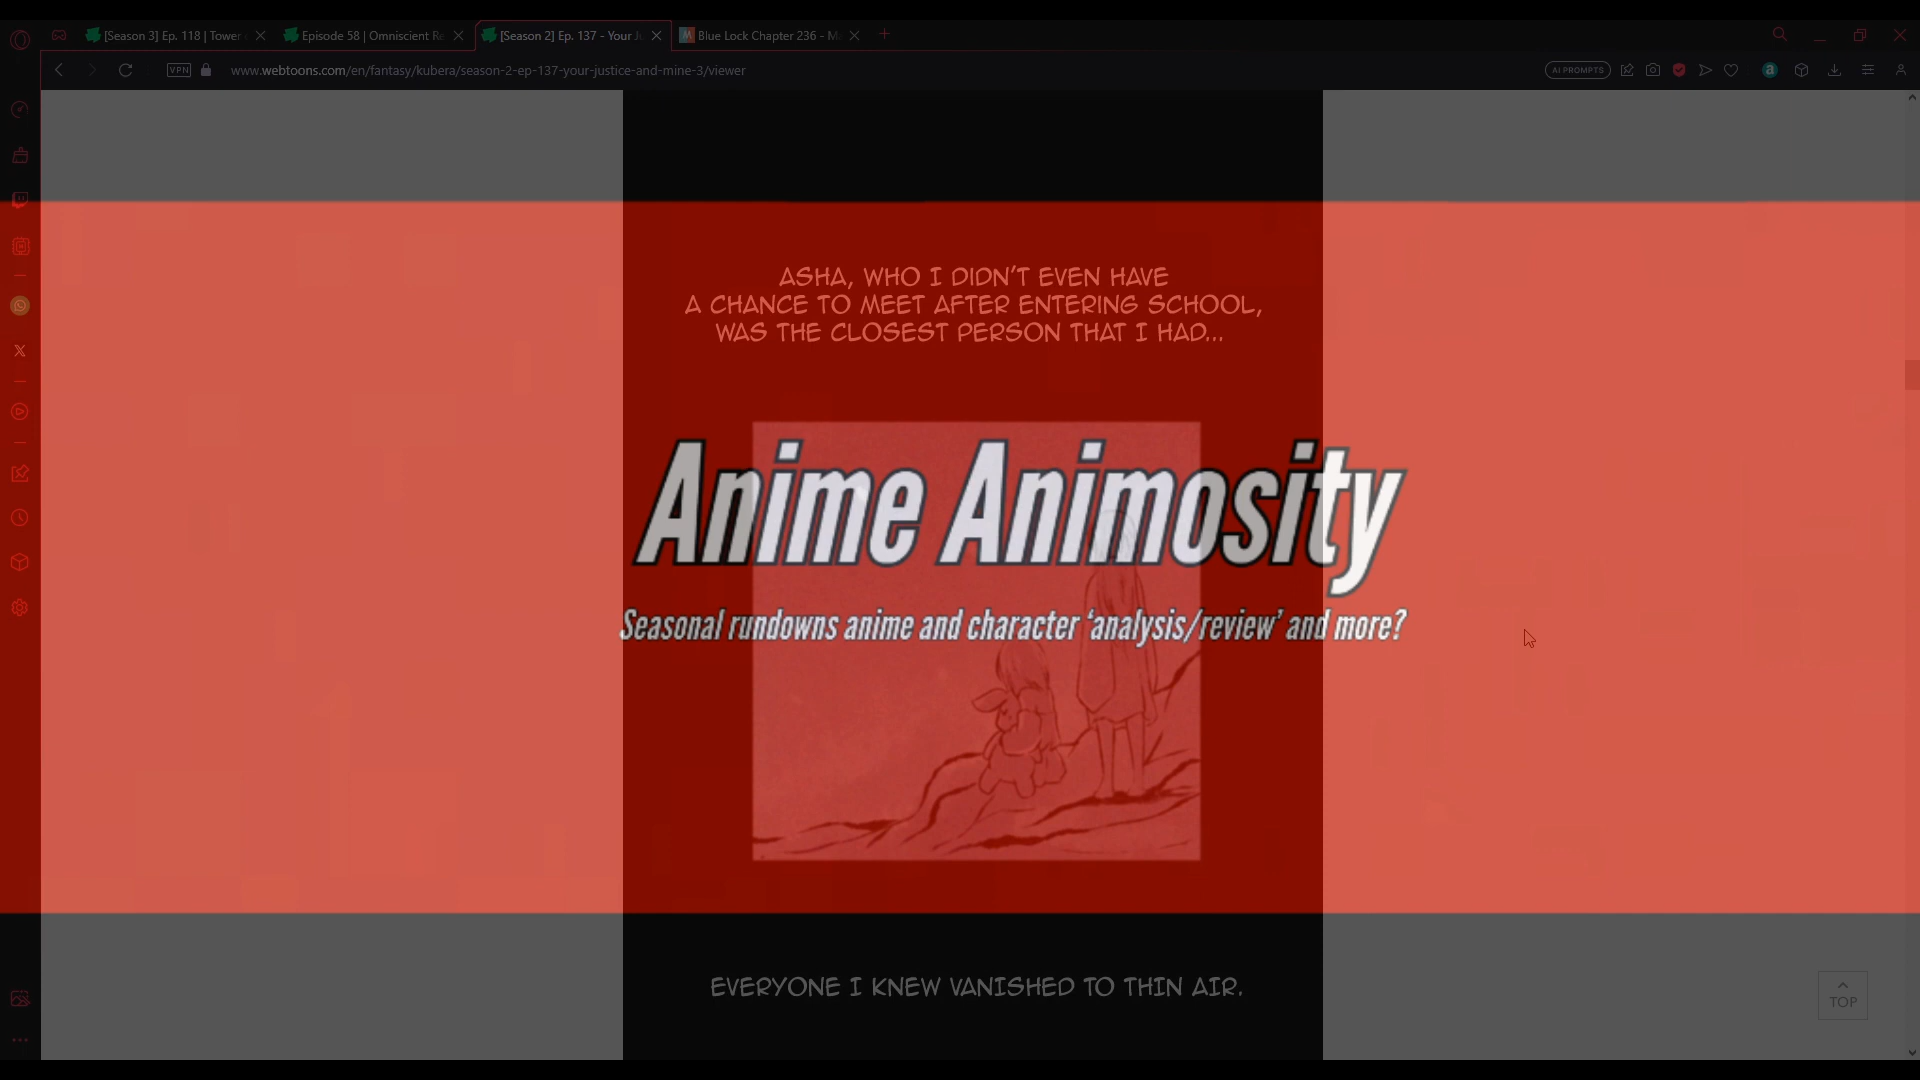 [Season 3] Ep. 118 | Tower
Episode 58 | Omniscient Re
[Season 2] Ep. 137 - Your Ju
Blue Lock Chapter 236 - M
VPN
www.webtoons.com/en/fantasy/kubera/season-2-ep-137-your-justice-and-mine-3/viewer
AI PROMPTS
ASHA, WHO I DIDN'T EVEN HAVE
A CHANCE TO MEET AFTER ENTERING SCHOOL,
WAS THE CLOSEST PERSON THAT I HAD...
Anime Animosity
Seasonal rundowns anime and character 'analysis/review' and more?
EVERYONE I KNEW VANISHED TO THIN AIR.
TOP